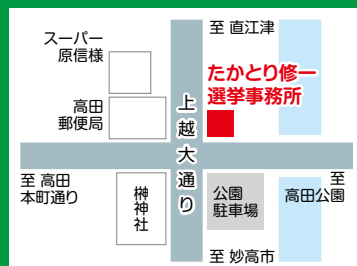 至 直江津
スーパー
原信様
たかとり修一
選挙事務所
高田
郵便局
上越大通り
至 高田
本町通り
榊神社
公園
駐車場
高田公園
至
至 妙高市